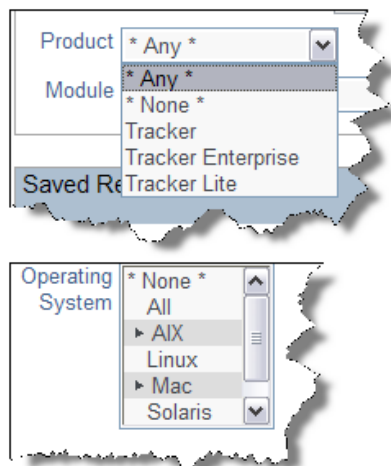 Product * Any *
* Any *
Module * None *
Tracker
Tracker Enterprise
Saved Re Tracker Lite
Operating * None *
System All
▸ AIX
Linux
▸ Mac
Solaris